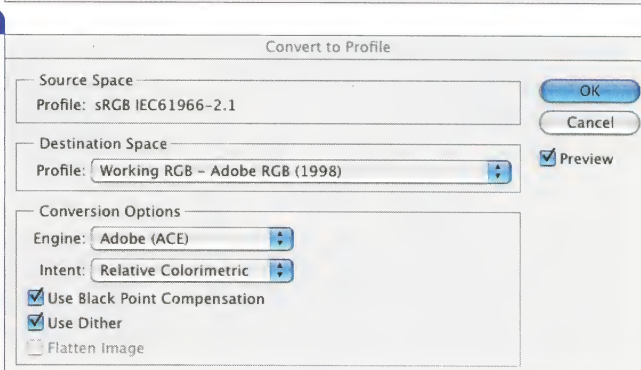 Convert to Profile
Source Space
Profile: sRGB IEC61966-2.1
OK
Cancel
Preview
Destination Space
Profile: Working RGB - Adobe RGB (1998)
Conversion Options
Engine: Adobe (ACE)
Intent: Relative Colorimetric
Use Black Point Compensation
Use Dither
Flatten Image